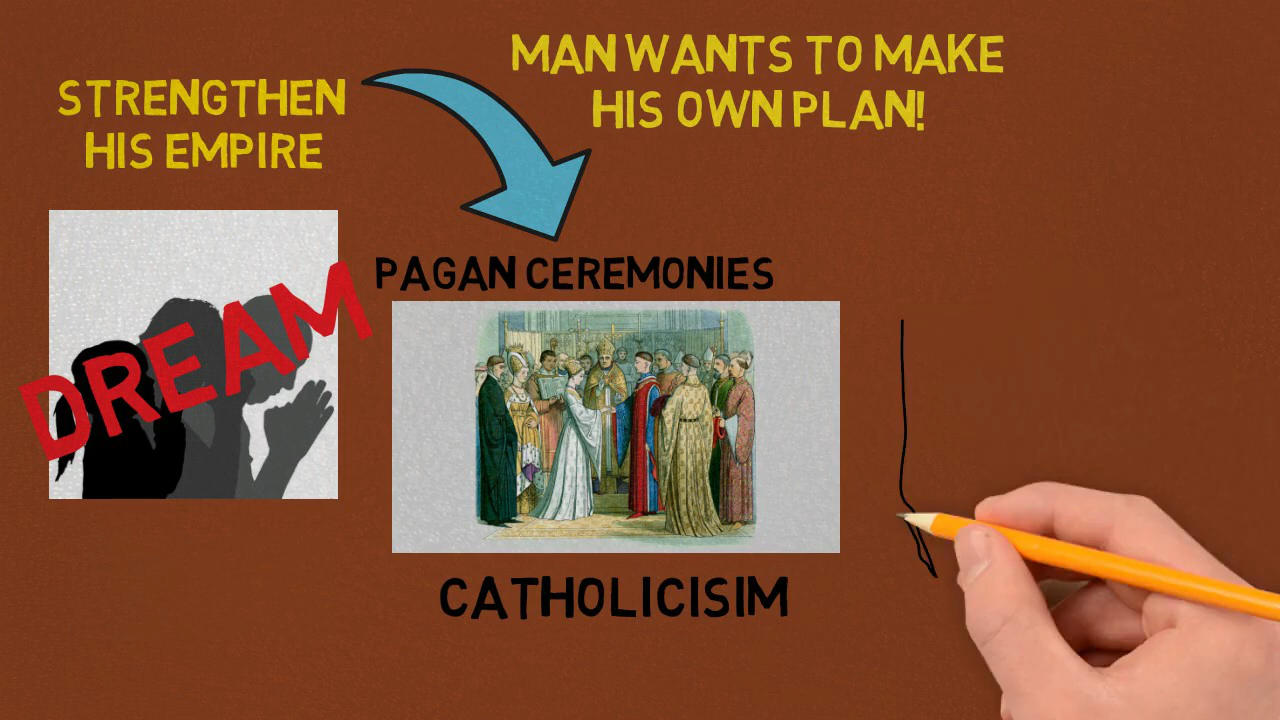 STRENGTHEN
HIS EMPIRE
MAN WANTS TO MAKE
HIS OWN PLAN!
DREAM
PAGAN CEREMONIES
CATHOLICISIM